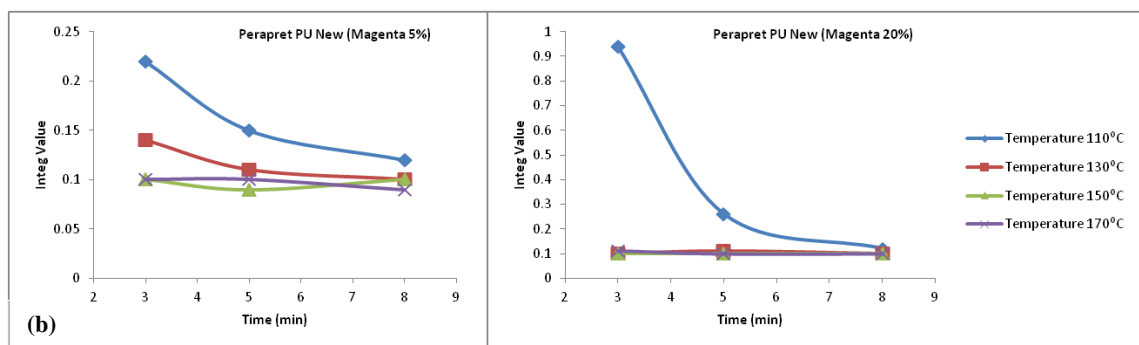 Perapret PU New (Magenta 5%)
0.25
0.2
0.15
0.1
0.05
0
Integ Value
2 3 4 5 6 7 8 9
Time (min)
(b)
Perapret PU New (Magenta 20%)
1
0.9
0.8
0.7
0.6
0.5
0.4
0.3
0.2
0.1
0
Integ Value
2 3 4 5 6 7 8 9
Time (min)
Temperature 110⁰C
Temperature 130⁰C
Temperature 150⁰C
Temperature 170⁰C